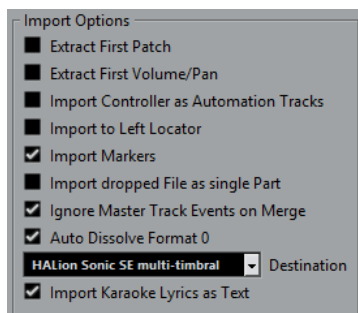 Import Options
Extract First Patch
Extract First Volume/Pan
Import Controller as Automation Tracks
Import to Left Locator
Import Markers
Import dropped File as single Part
Ignore Master Track Events on Merge
Auto Dissolve Format 0
HALion Sonic SE multi-timbral Destination
Import Karaoke Lyrics as Text